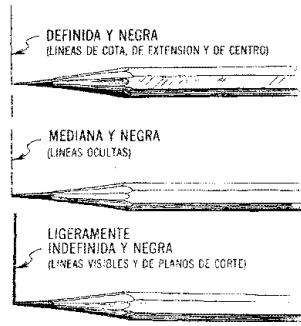 DEFINIDA Y NEGRA
(LINEAS DE COTA, DE EXTENSION Y DE CENTRO)
MEDIANA Y NEGRA
(LINEAS OCULTAS)
LIGERAMENTE
INDEFINIDA Y NEGRA
(LINEAS VISIBLES Y DE PLANOS DE CORTE)